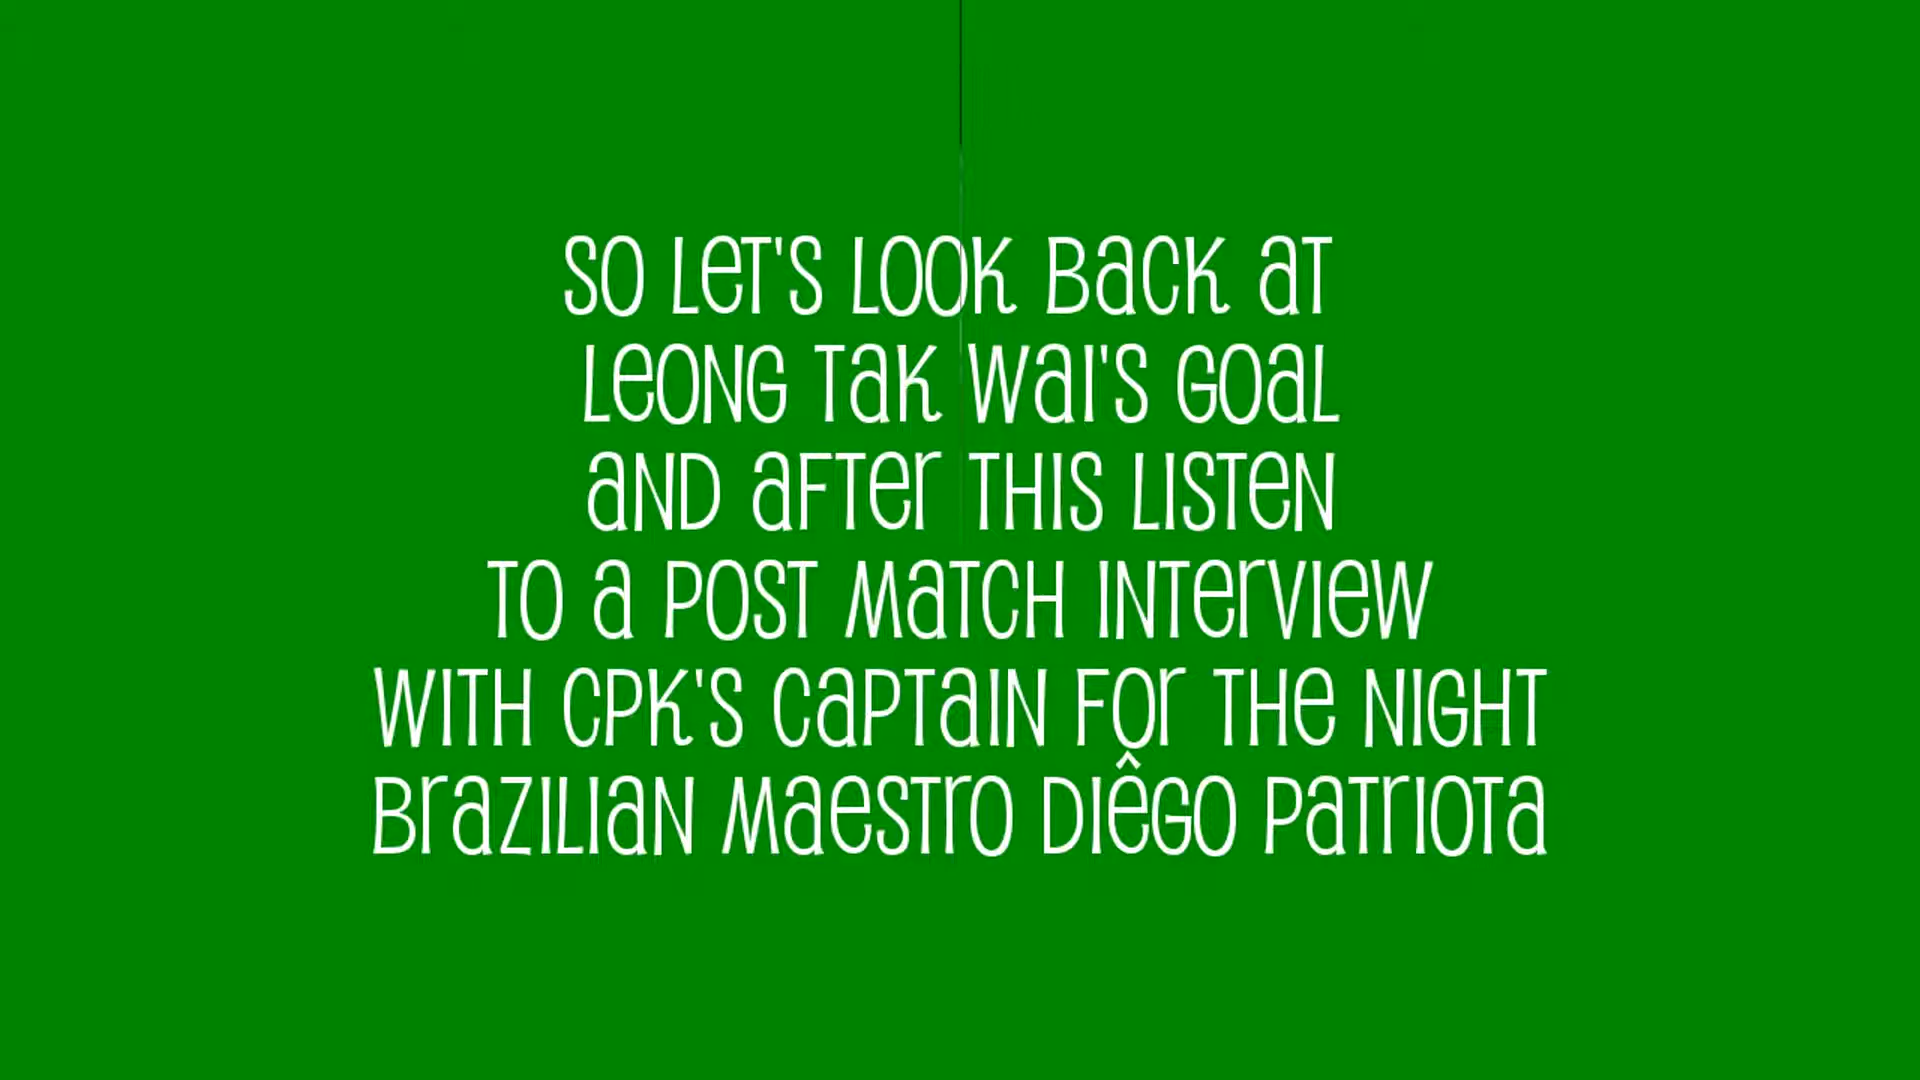 So Let's Look Back at
Leong Tak Wai's Goal
and after this listen
to a Post Match Interview
with CPK's Captain for the night
Brazilian Maestro Diêgo Patriota